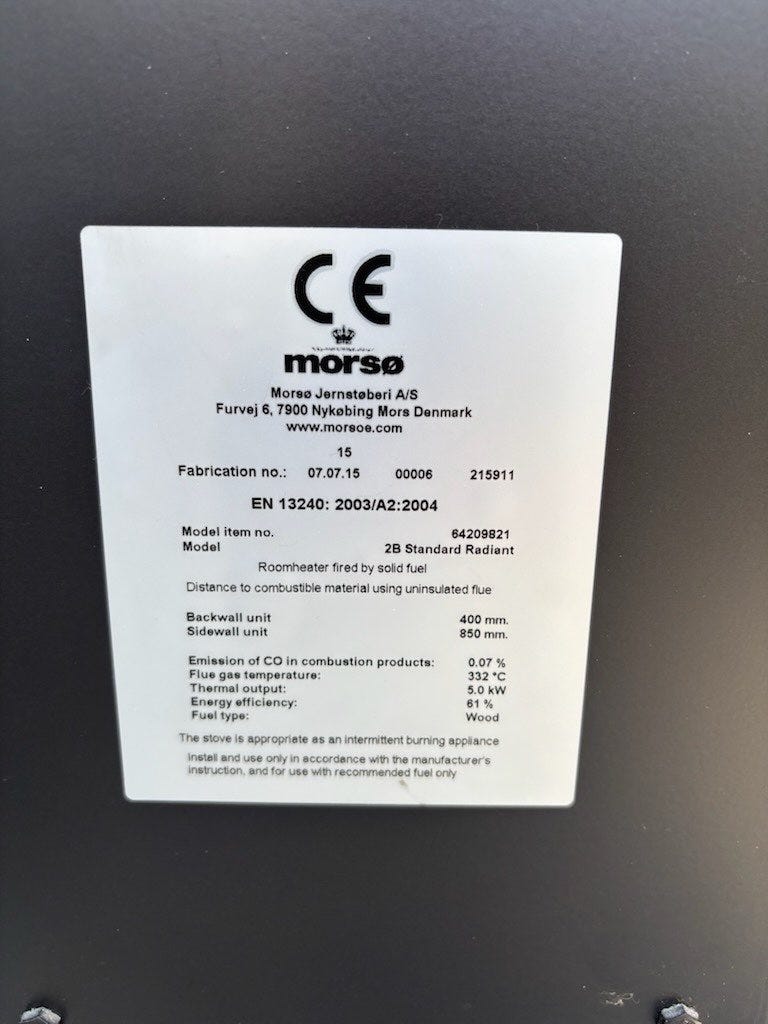 CE
morsø
Morsø Jernstøberi A/S
Furvej 6, 7900 Nykøbing Mors Denmark
www.morsoe.com
15
Fabrication no.: 07.07.15 00006 215911
EN 13240: 2003/A2:2004
Model item no. 64209821
Model 2B Standard Radiant
Roomheater fired by solid fuel
Distance to combustible material using uninsulated flue
Backwall unit 400 mm.
Sidewall unit 850 mm.
Emission of CO in combustion products: 0.07 %
Flue gas temperature: 332 °C
Thermal output: 5.0 kW
Energy efficiency: 61 %
Fuel type: Wood
The stove is appropriate as an intermittent burning appliance
Install and use only in accordance with the manufacturer's
instruction, and for use with recommended fuel only